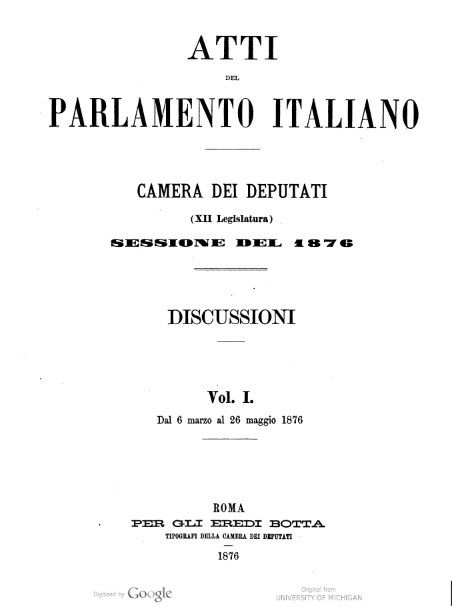 ATTI
DEL
PARLAMENTO ITALIANO
CAMERA DEI DEPUTATI
(XII Legislatura)
SESSIONE DEL 1876
DISCUSSIONI
Vol. I.
Dal 6 marzo al 26 maggio 1876
ROMA
PER GLI EREDI BOTTA
TIPOGRAFI DELLA CAMERA DEI DEPUTATI
1876
Digitized by Google
Original from
UNIVERSITY OF MICHIGAN